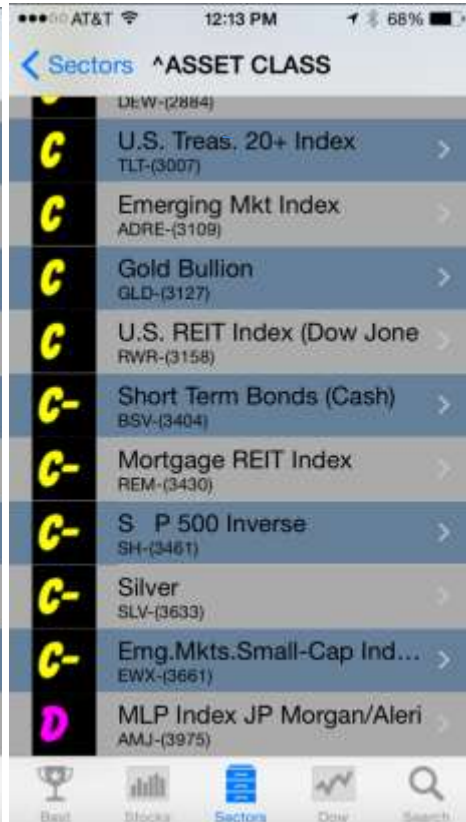 AT&T 12:13 PM 68%
Sectors ^ASSET CLASS
DEW-(2884)
C U.S. Treas. 20+ Index
TLT-(3007)
C Emerging Mkt Index
ADRE-(3109)
C Gold Bullion
GLD-(3127)
C U.S. REIT Index (Dow Jone
RWR-(3158)
C- Short Term Bonds (Cash)
BSV-(3404)
C- Mortgage REIT Index
REM-(3430)
C- S P 500 Inverse
SH-(3461)
C- Silver
SLV-(3633)
C- Emg.Mkts.Small-Cap Ind...
EWX-(3661)
D MLP Index JP Morgan/Aleri
AMJ-(3975)
Best Stocks Sectors Dow Search